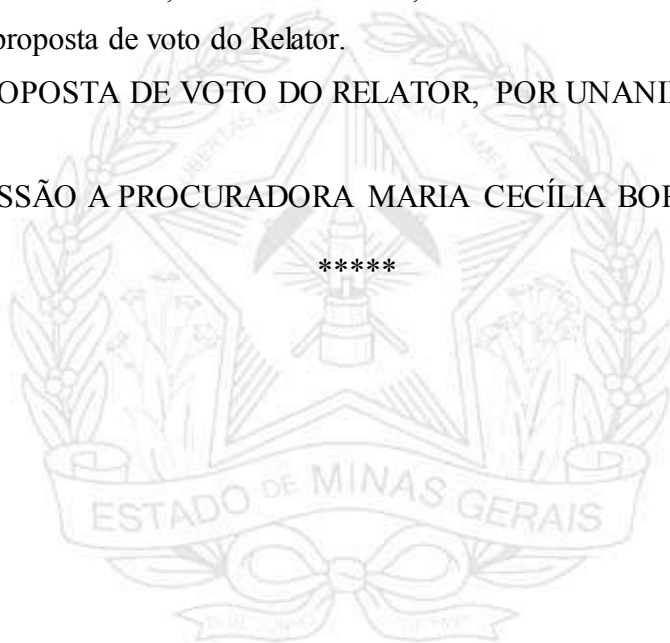 proposta de voto do Relator.
OPOSTA DE VOTO DO RELATOR, POR UNANI
SSÃO A PROCURADORA MARIA CECÍLIA BO
*****
ESTADO DE MINAS GERAIS